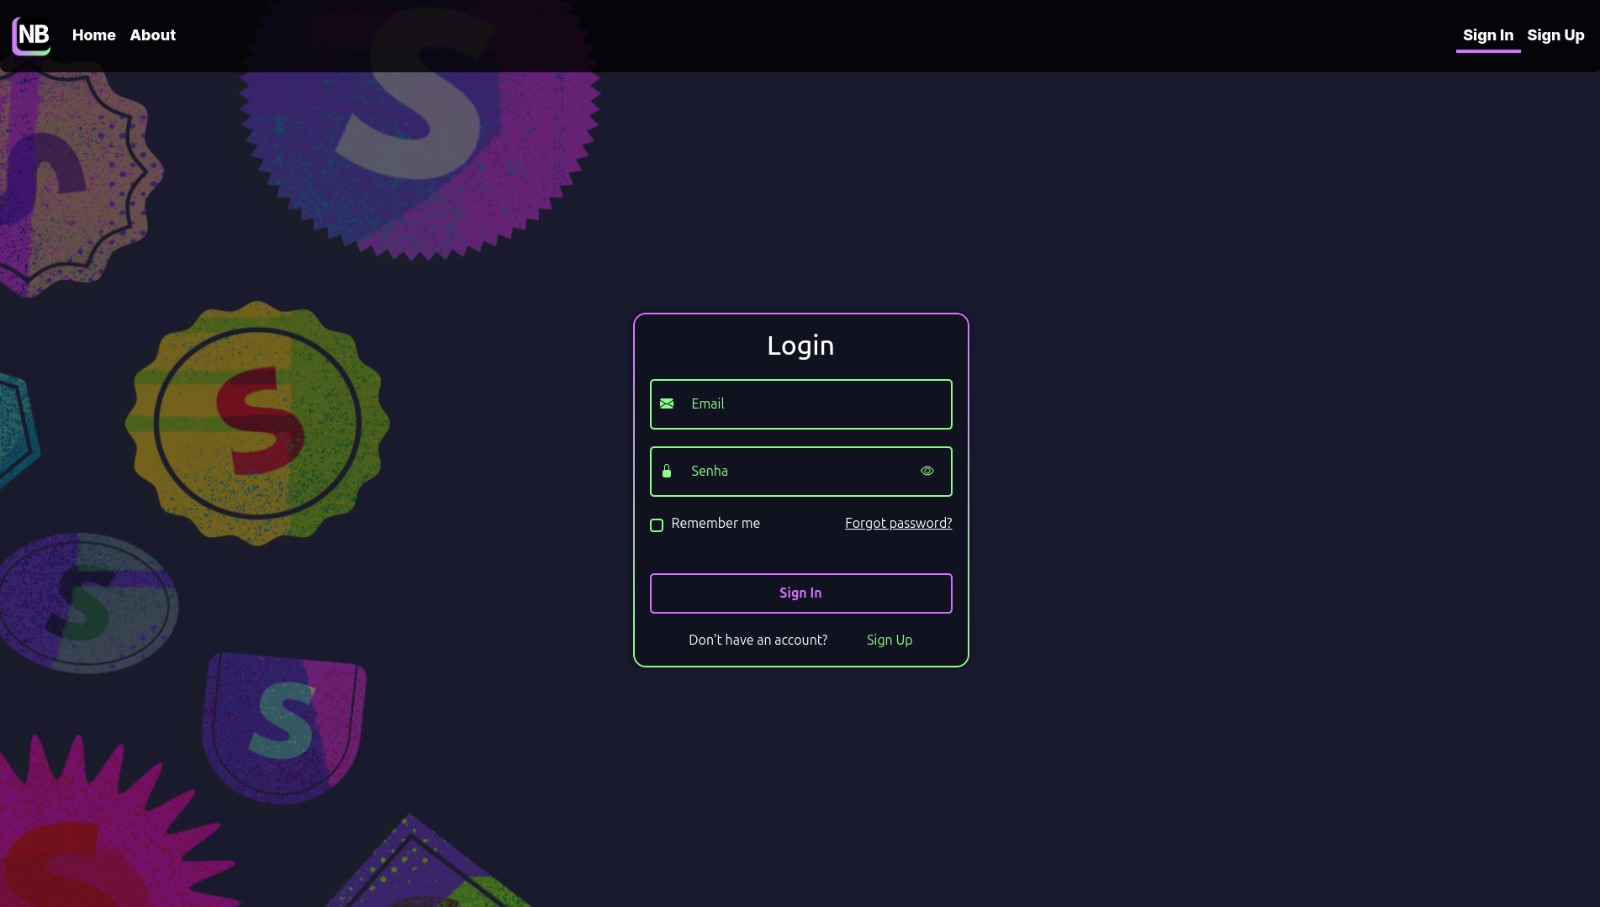 NB Home About Sign In Sign Up
S
S
S
S
S
S
Login
Email
Senha
Remember me Forgot password?
Sign In
Don't have an account? Sign Up